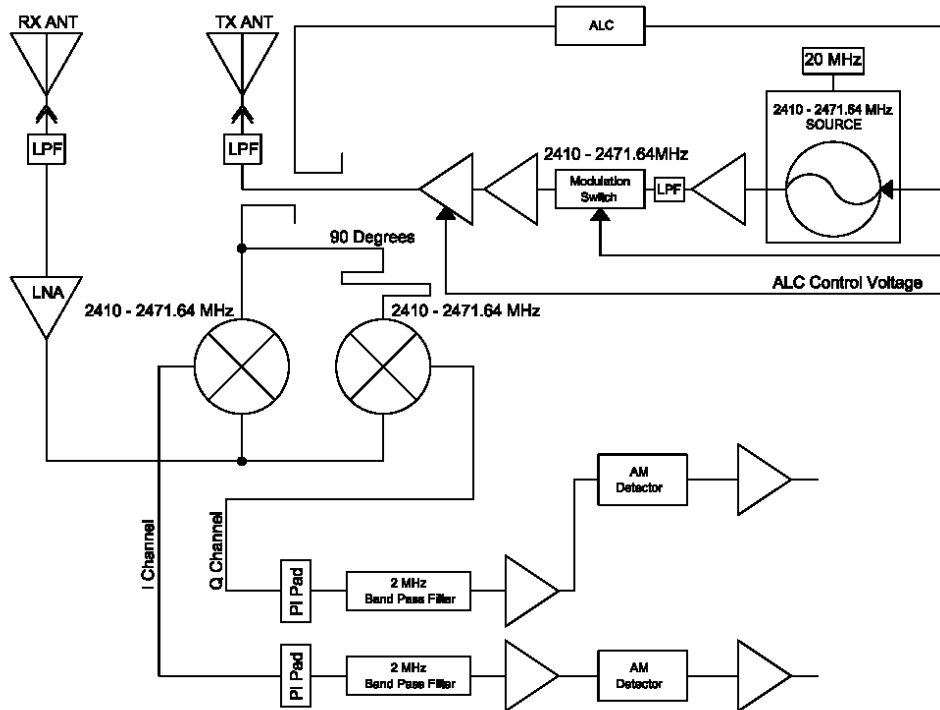 RX ANT
TX ANT
ALC
20 MHz
2410 - 2471.64 MHz
SOURCE
LPF
LPF
2410 - 2471.64MHz
Modulation
Switch
LPF
90 Degrees
ALC Control Voltage
LNA
2410 - 2471.64 MHz
2410 - 2471.64 MHz
AM
Detector
I Channel
Q Channel
PI Pad
2 MHz
Band Pass Filter
PI Pad
2 MHz
Band Pass Filter
AM
Detector